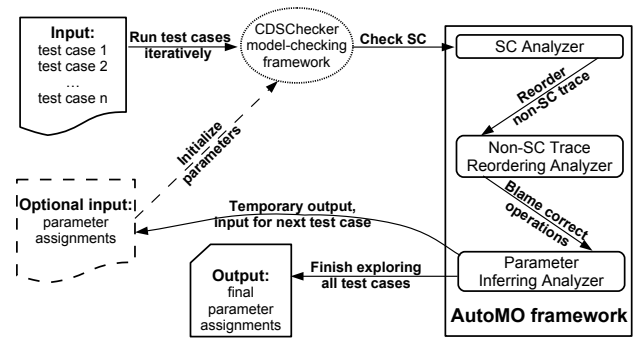 Input:
test case 1
test case 2
...
test case n
Run test cases
iteratively
CDSChecker
model-checking
framework
Check SC
SC Analyzer
Reorder
non-SC trace
Non-SC Trace
Reordering Analyzer
Blame correct
operations
Parameter
Inferring Analyzer
AutoMO framework
Initialize
parameters
Optional input:
parameter
assignments
Temporary output,
input for next test case
Finish exploring
all test cases
Output:
final
parameter
assignments